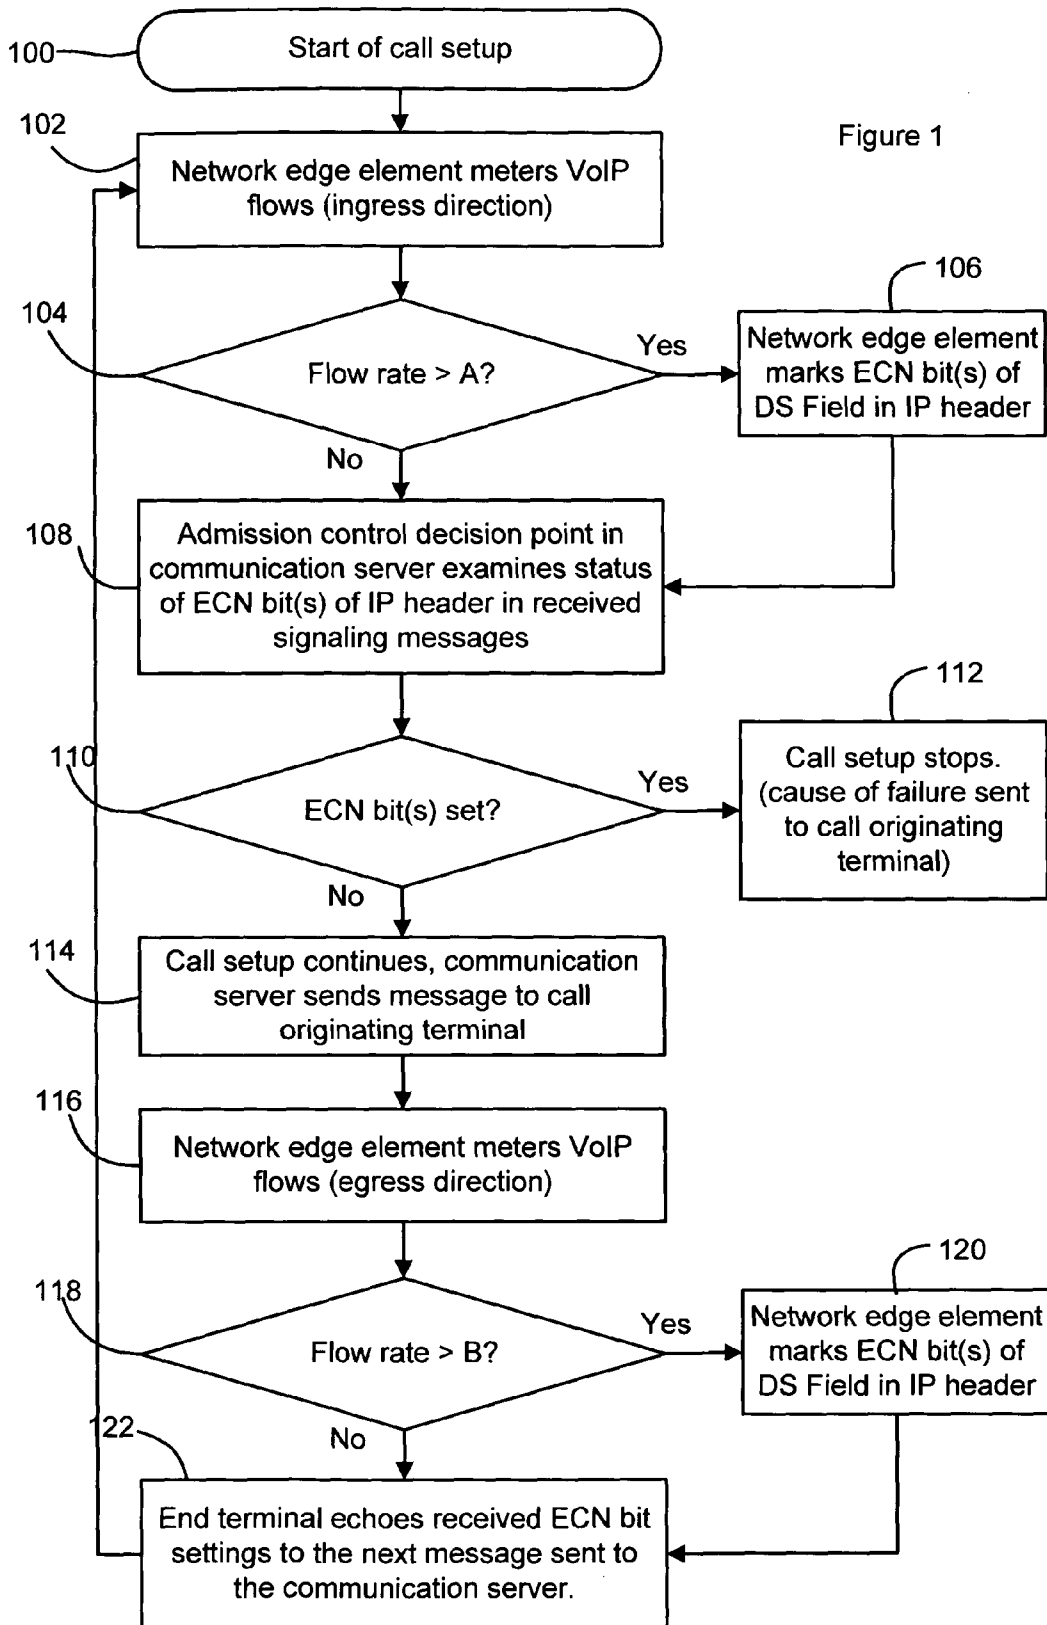 100
Start of call setup
Figure 1
102
Network edge element meters VoIP
flows (ingress direction)
104
Flow rate > A?
Yes
No
106
Network edge element
marks ECN bit(s) of
DS Field in IP header
108
Admission control decision point in
communication server examines status
of ECN bit(s) of IP header in received
signaling messages
110
ECN bit(s) set?
Yes
No
112
Call setup stops.
(cause of failure sent
to call originating
terminal)
114
Call setup continues, communication
server sends message to call
originating terminal
116
Network edge element meters VoIP
flows (egress direction)
118
Flow rate > B?
Yes
No
120
Network edge element
marks ECN bit(s) of
DS Field in IP header
122
End terminal echoes received ECN bit
settings to the next message sent to
the communication server.